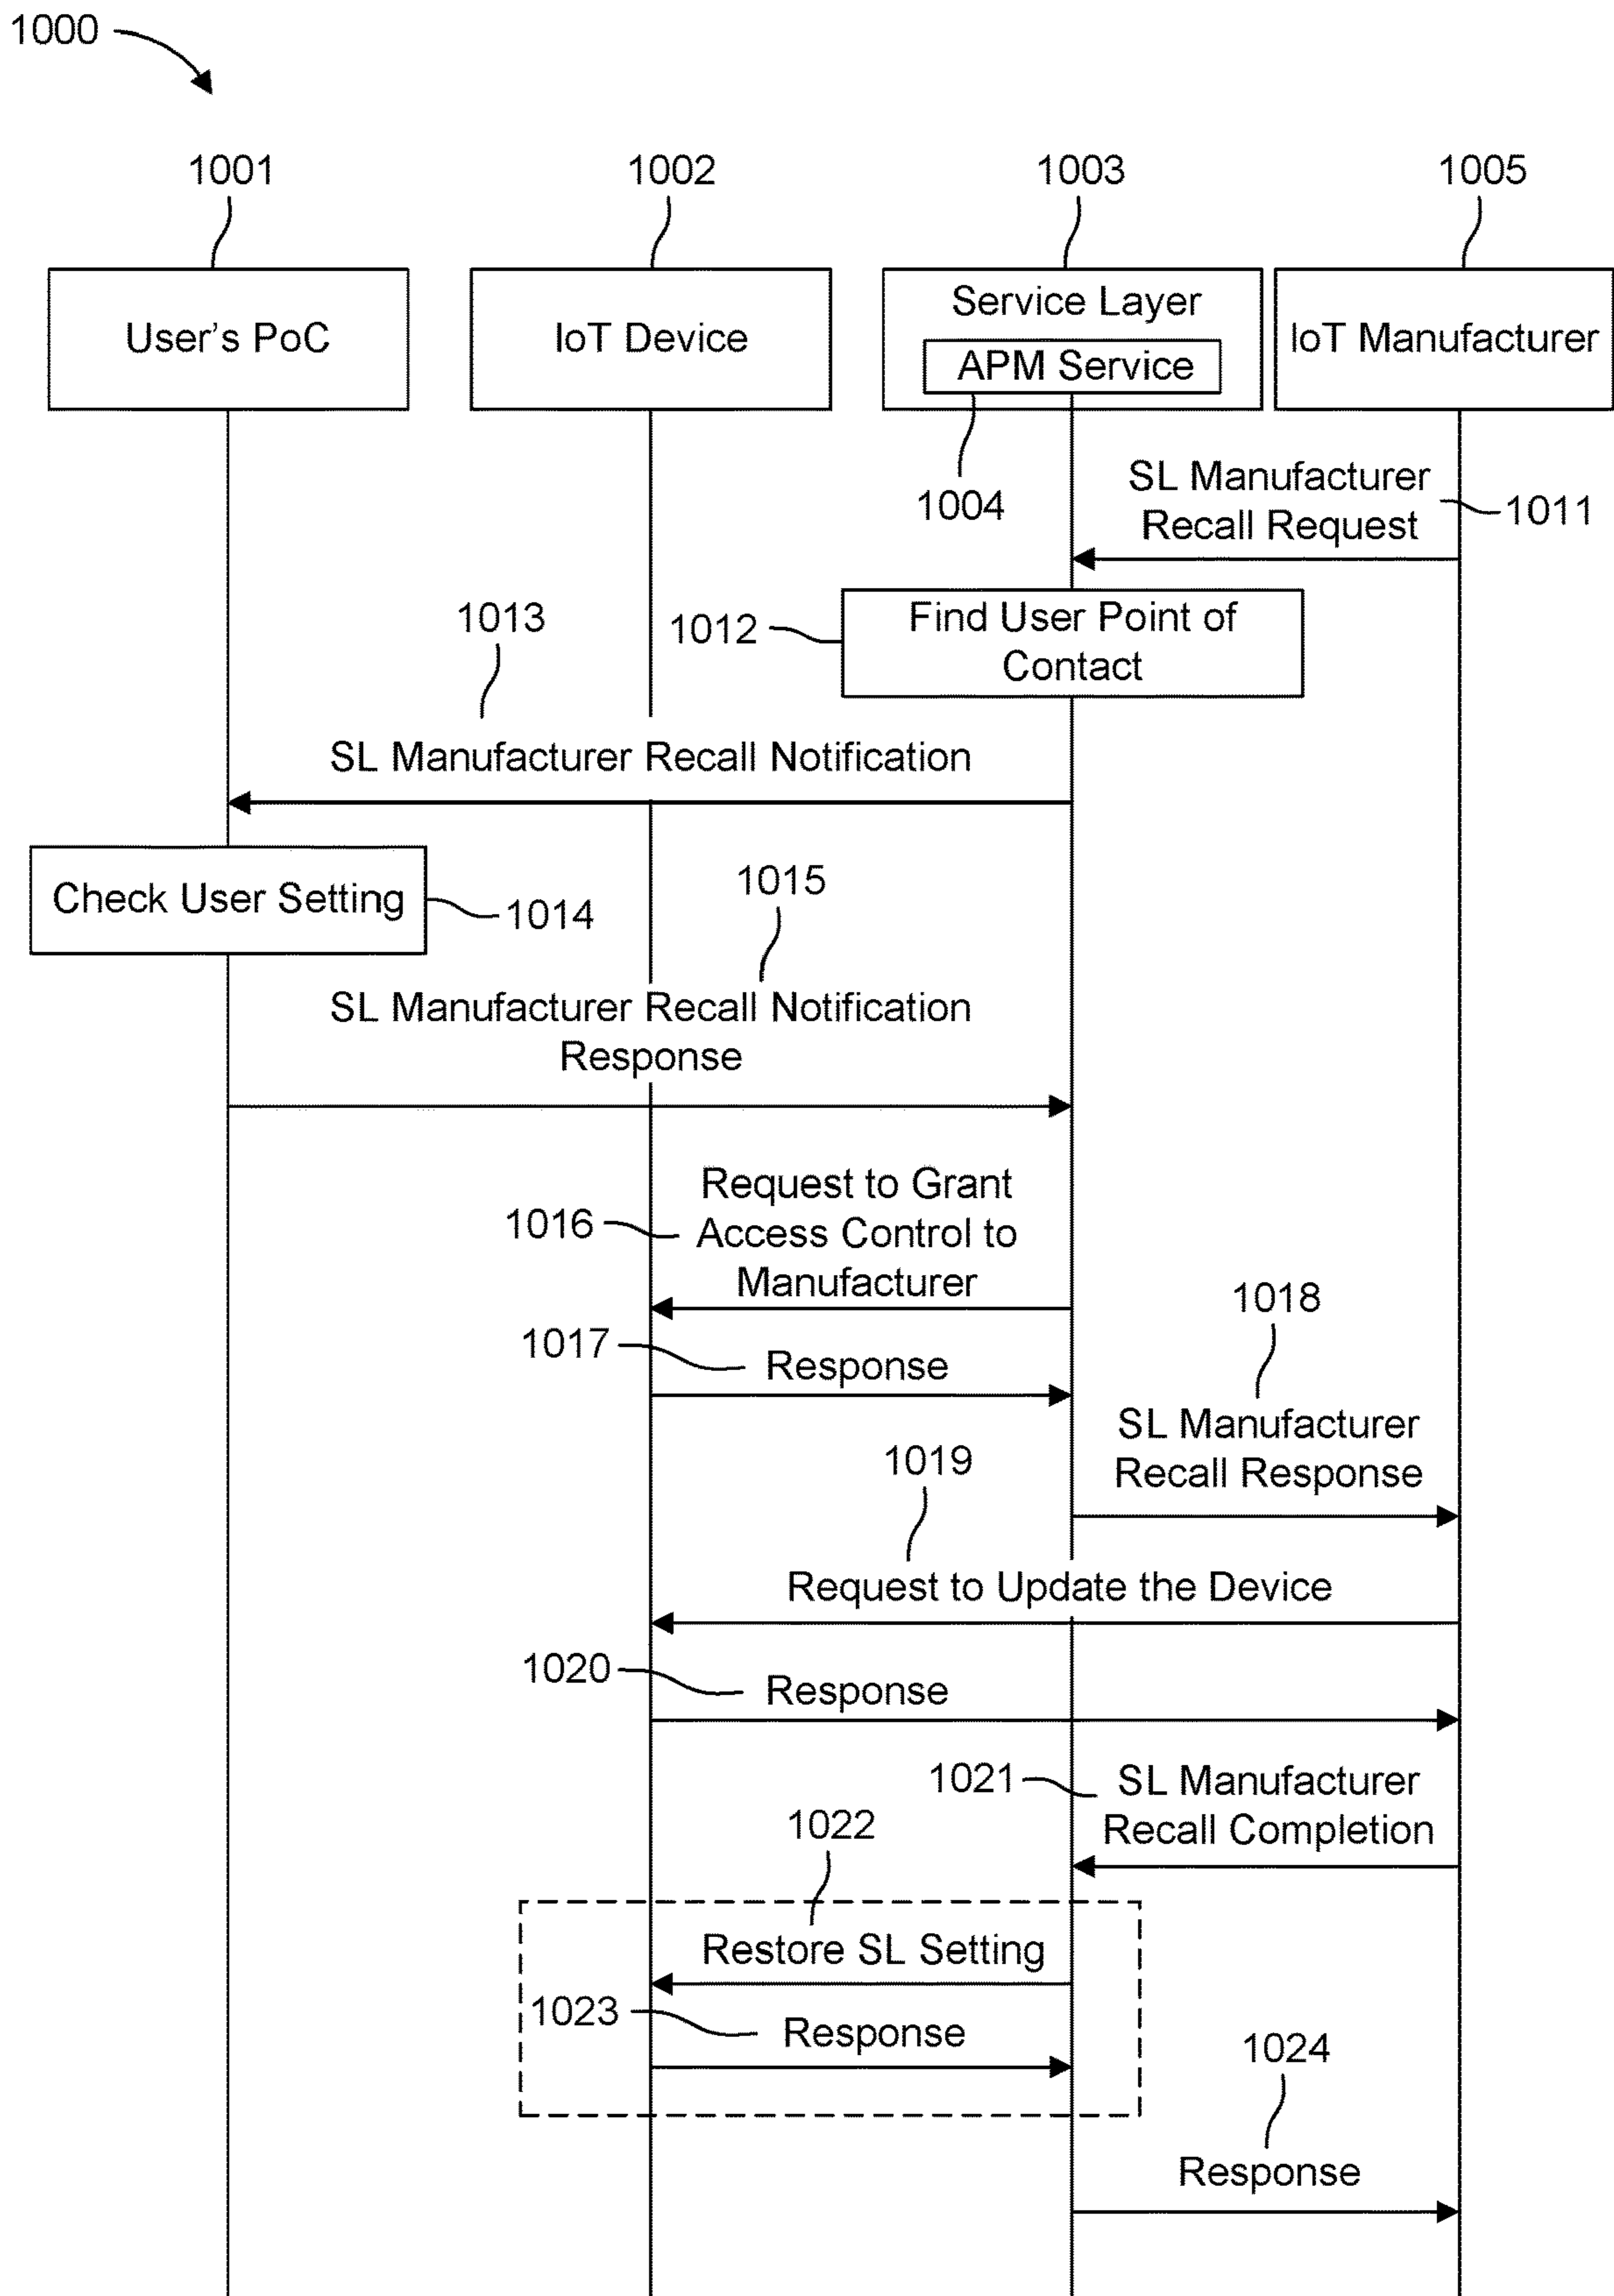 1000
1001
1002
1003
1005
User's PoC
IoT Device
Service Layer
APM Service
IoT Manufacturer
1004
SL Manufacturer
Recall Request
1011
1012
Find User Point of
Contact
1013
SL Manufacturer Recall Notification
Check User Setting
1014
1015
SL Manufacturer Recall Notification
Response
1016
Request to Grant
Access Control to
Manufacturer
1017
Response
1018
SL Manufacturer
Recall Response
1019
Request to Update the Device
1020
Response
1021
SL Manufacturer
Recall Completion
1022
Restore SL Setting
1023
Response
1024
Response